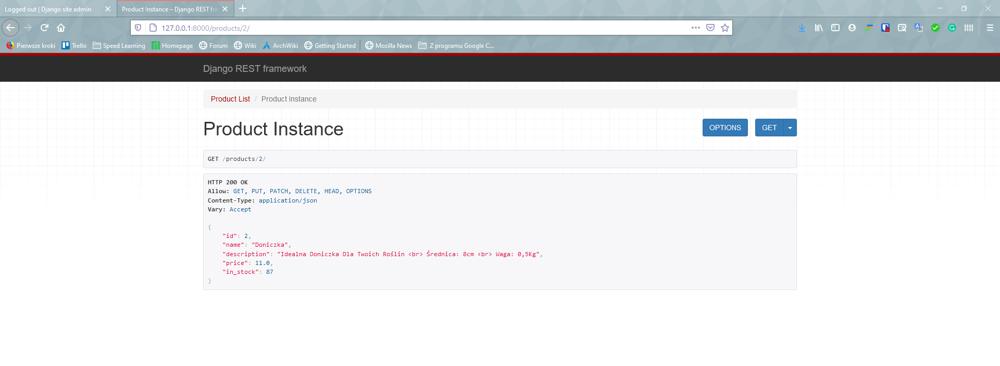 Logged out | Django site admin
Product Instance – Django REST fra
127.0.0.1:8000/products/2/
Pierwsze kroki Trello Speed Learning Homepage Forum Wiki ArchWiki Getting Started Mozilla News Z programu Google C...
Django REST framework
Product List / Product Instance
Product Instance
OPTIONS
GET
GET /products/2/
HTTP 200 OK
Allow: GET, PUT, PATCH, DELETE, HEAD, OPTIONS
Content-Type: application/json
Vary: Accept
{
"id": 2,
"name": "Doniczka",
"description": "Idealna Doniczka Dla Twoich Roślin <br> Średnica: 8cm <br> Waga: 0,5Kg",
"price": 11.0,
"in_stock": 87
}